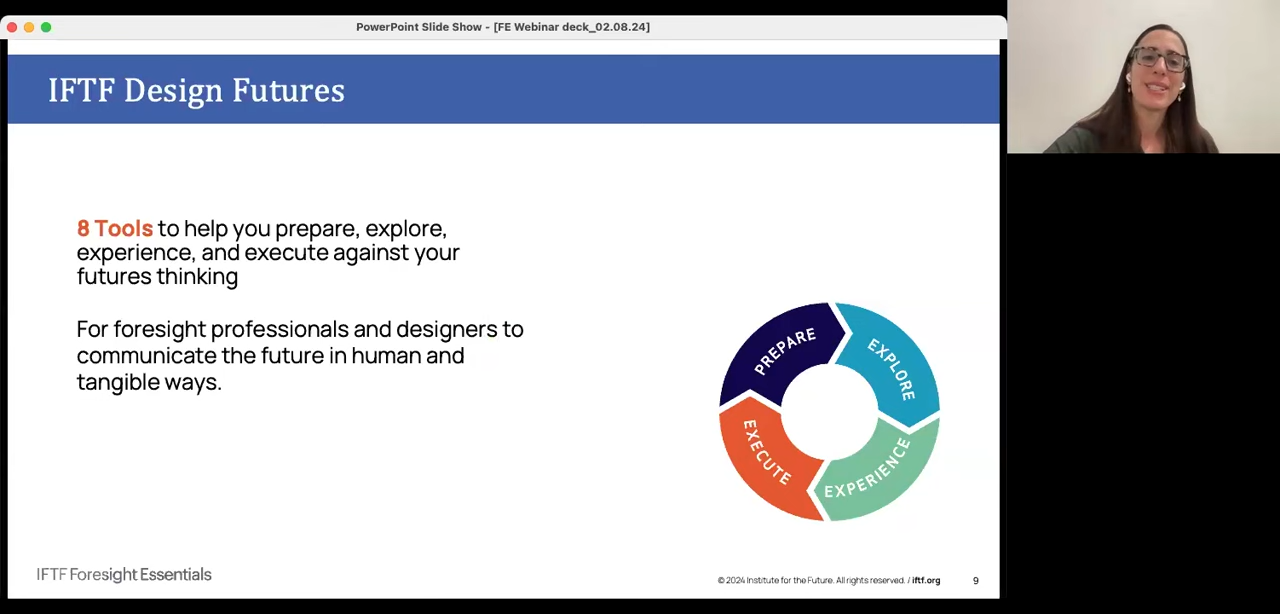 PowerPoint Slide Show - [FE Webinar deck_02.08.24]
IFTF Design Futures
8 Tools to help you prepare, explore,
experience, and execute against your
futures thinking
For foresight professionals and designers to
communicate the future in human and
tangible ways.
PREPARE
EXPLORE
EXPERIENCE
EXECUTE
IFTF Foresight Essentials
© 2024 Institute for the Future. All rights reserved. / iftf.org
9